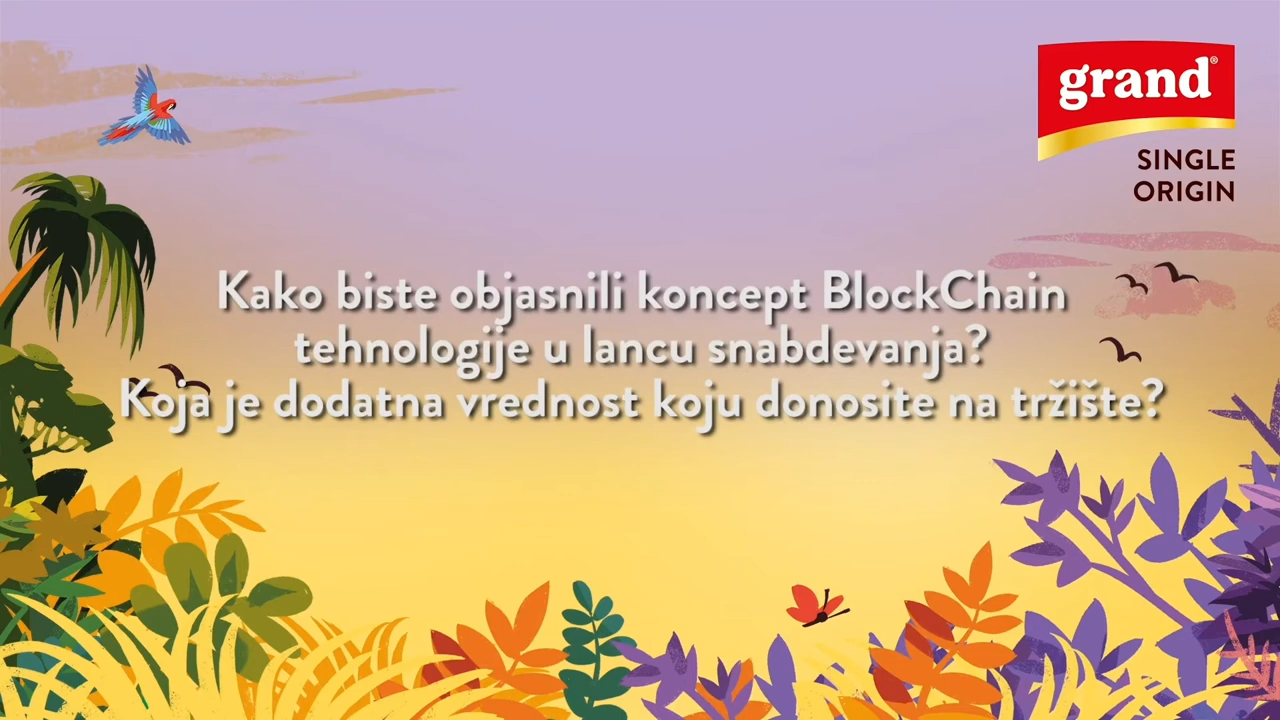 grand®
SINGLE
ORIGIN
Kako biste objasnili koncept BlockChain
tehnologije u lancu snabdevanja?
Koja je dodatna vrednost koju donosite na tržište?